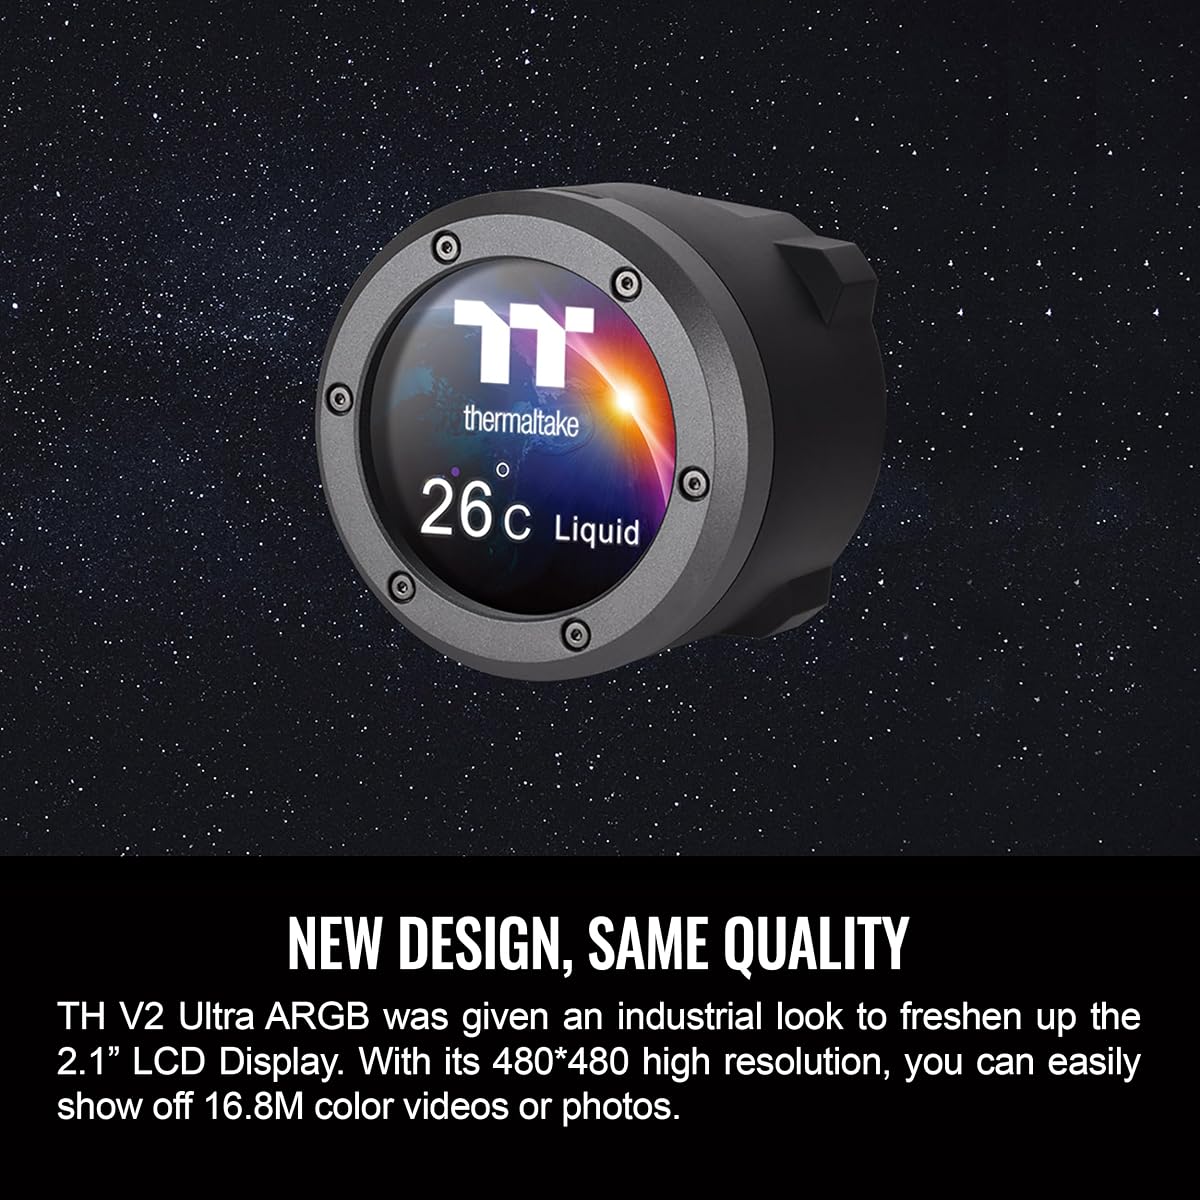 thermaltake
26°C Liquid
NEW DESIGN, SAME QUALITY
TH V2 Ultra ARGB was given an industrial look to freshen up the
2.1” LCD Display. With its 480*480 high resolution, you can easily
show off 16.8M color videos or photos.